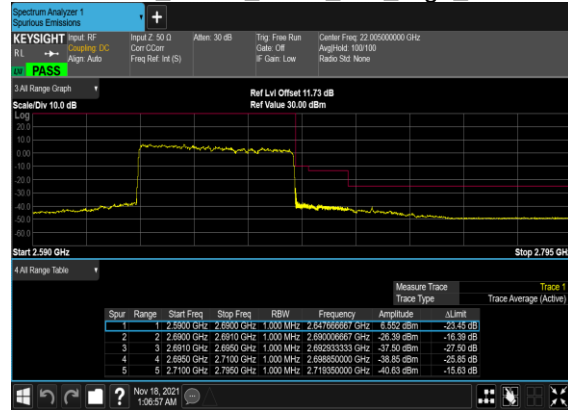 Spectrum Analyzer 1
Spurious Emissions
KEYSIGHT Input: RF Input Z: 50 Ω Atten: 30 dB Trig: Free Run Center Freq: 22.005000000 GHz
RL Coupling: DC Corr CCorr Gate: Off Avg|Hold: 100/100
Align: Auto Freq Ref: Int (S) IF Gain: Low Radio Std: None
PASS
3 All Range Graph
Ref Lvl Offset 11.73 dB
Scale/Div 10.0 dB Ref Value 30.00 dBm
Log
20.0
10.0
0.00
-10.0
-20.0
-30.0
-40.0
-50.0
-60.0
Start 2.590 GHz Stop 2.795 GHz
4 All Range Table
Measure Trace Trace 1
Trace Type Trace Average (Active)
Spur Range Start Freq Stop Freq RBW Frequency Amplitude ΔLimit
1 1 2.5900 GHz 2.6900 GHz 1.000 MHz 2.647666667 GHz 6.552 dBm -23.45 dB
2 2 2.6900 GHz 2.6910 GHz 1.000 MHz 2.690006667 GHz -26.39 dBm -16.39 dB
3 3 2.6910 GHz 2.6950 GHz 1.000 MHz 2.692933333 GHz -37.50 dBm -27.50 dB
4 4 2.6950 GHz 2.7100 GHz 1.000 MHz 2.698850000 GHz -38.85 dBm -25.85 dB
5 5 2.7100 GHz 2.7950 GHz 1.000 MHz 2.719350000 GHz -40.63 dBm -15.63 dB
? Nov 18, 2021
1:06:57 AM